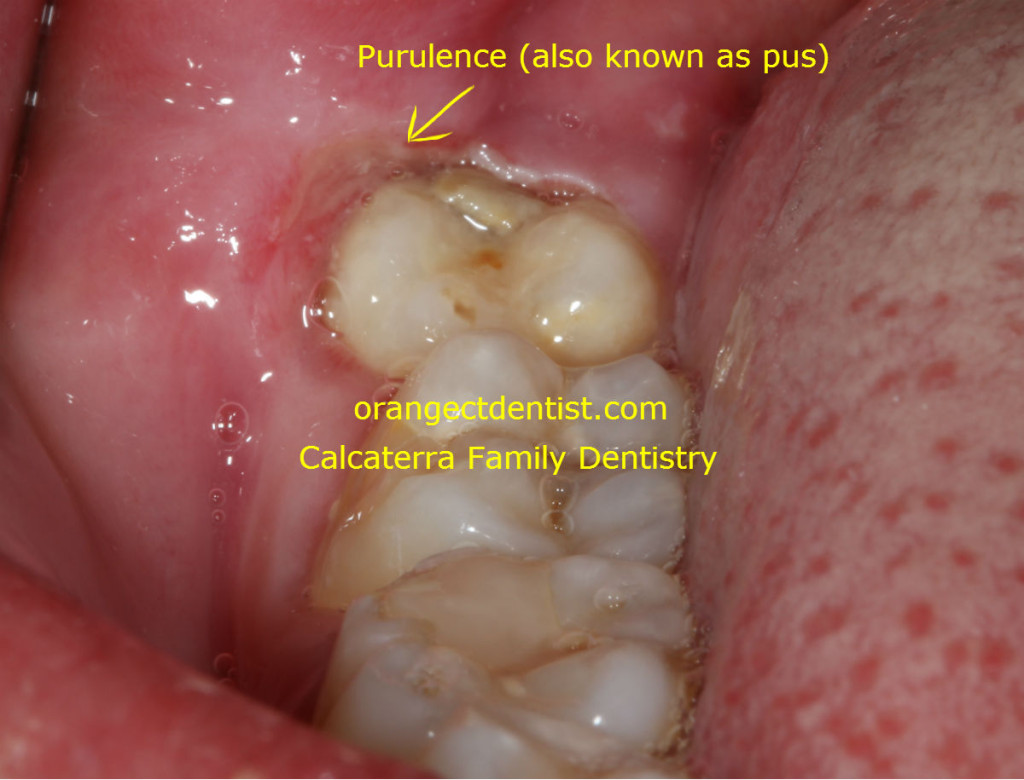 Purulence (also known as pus)
orangectdentist.com
Calcaterra Family Dentistry